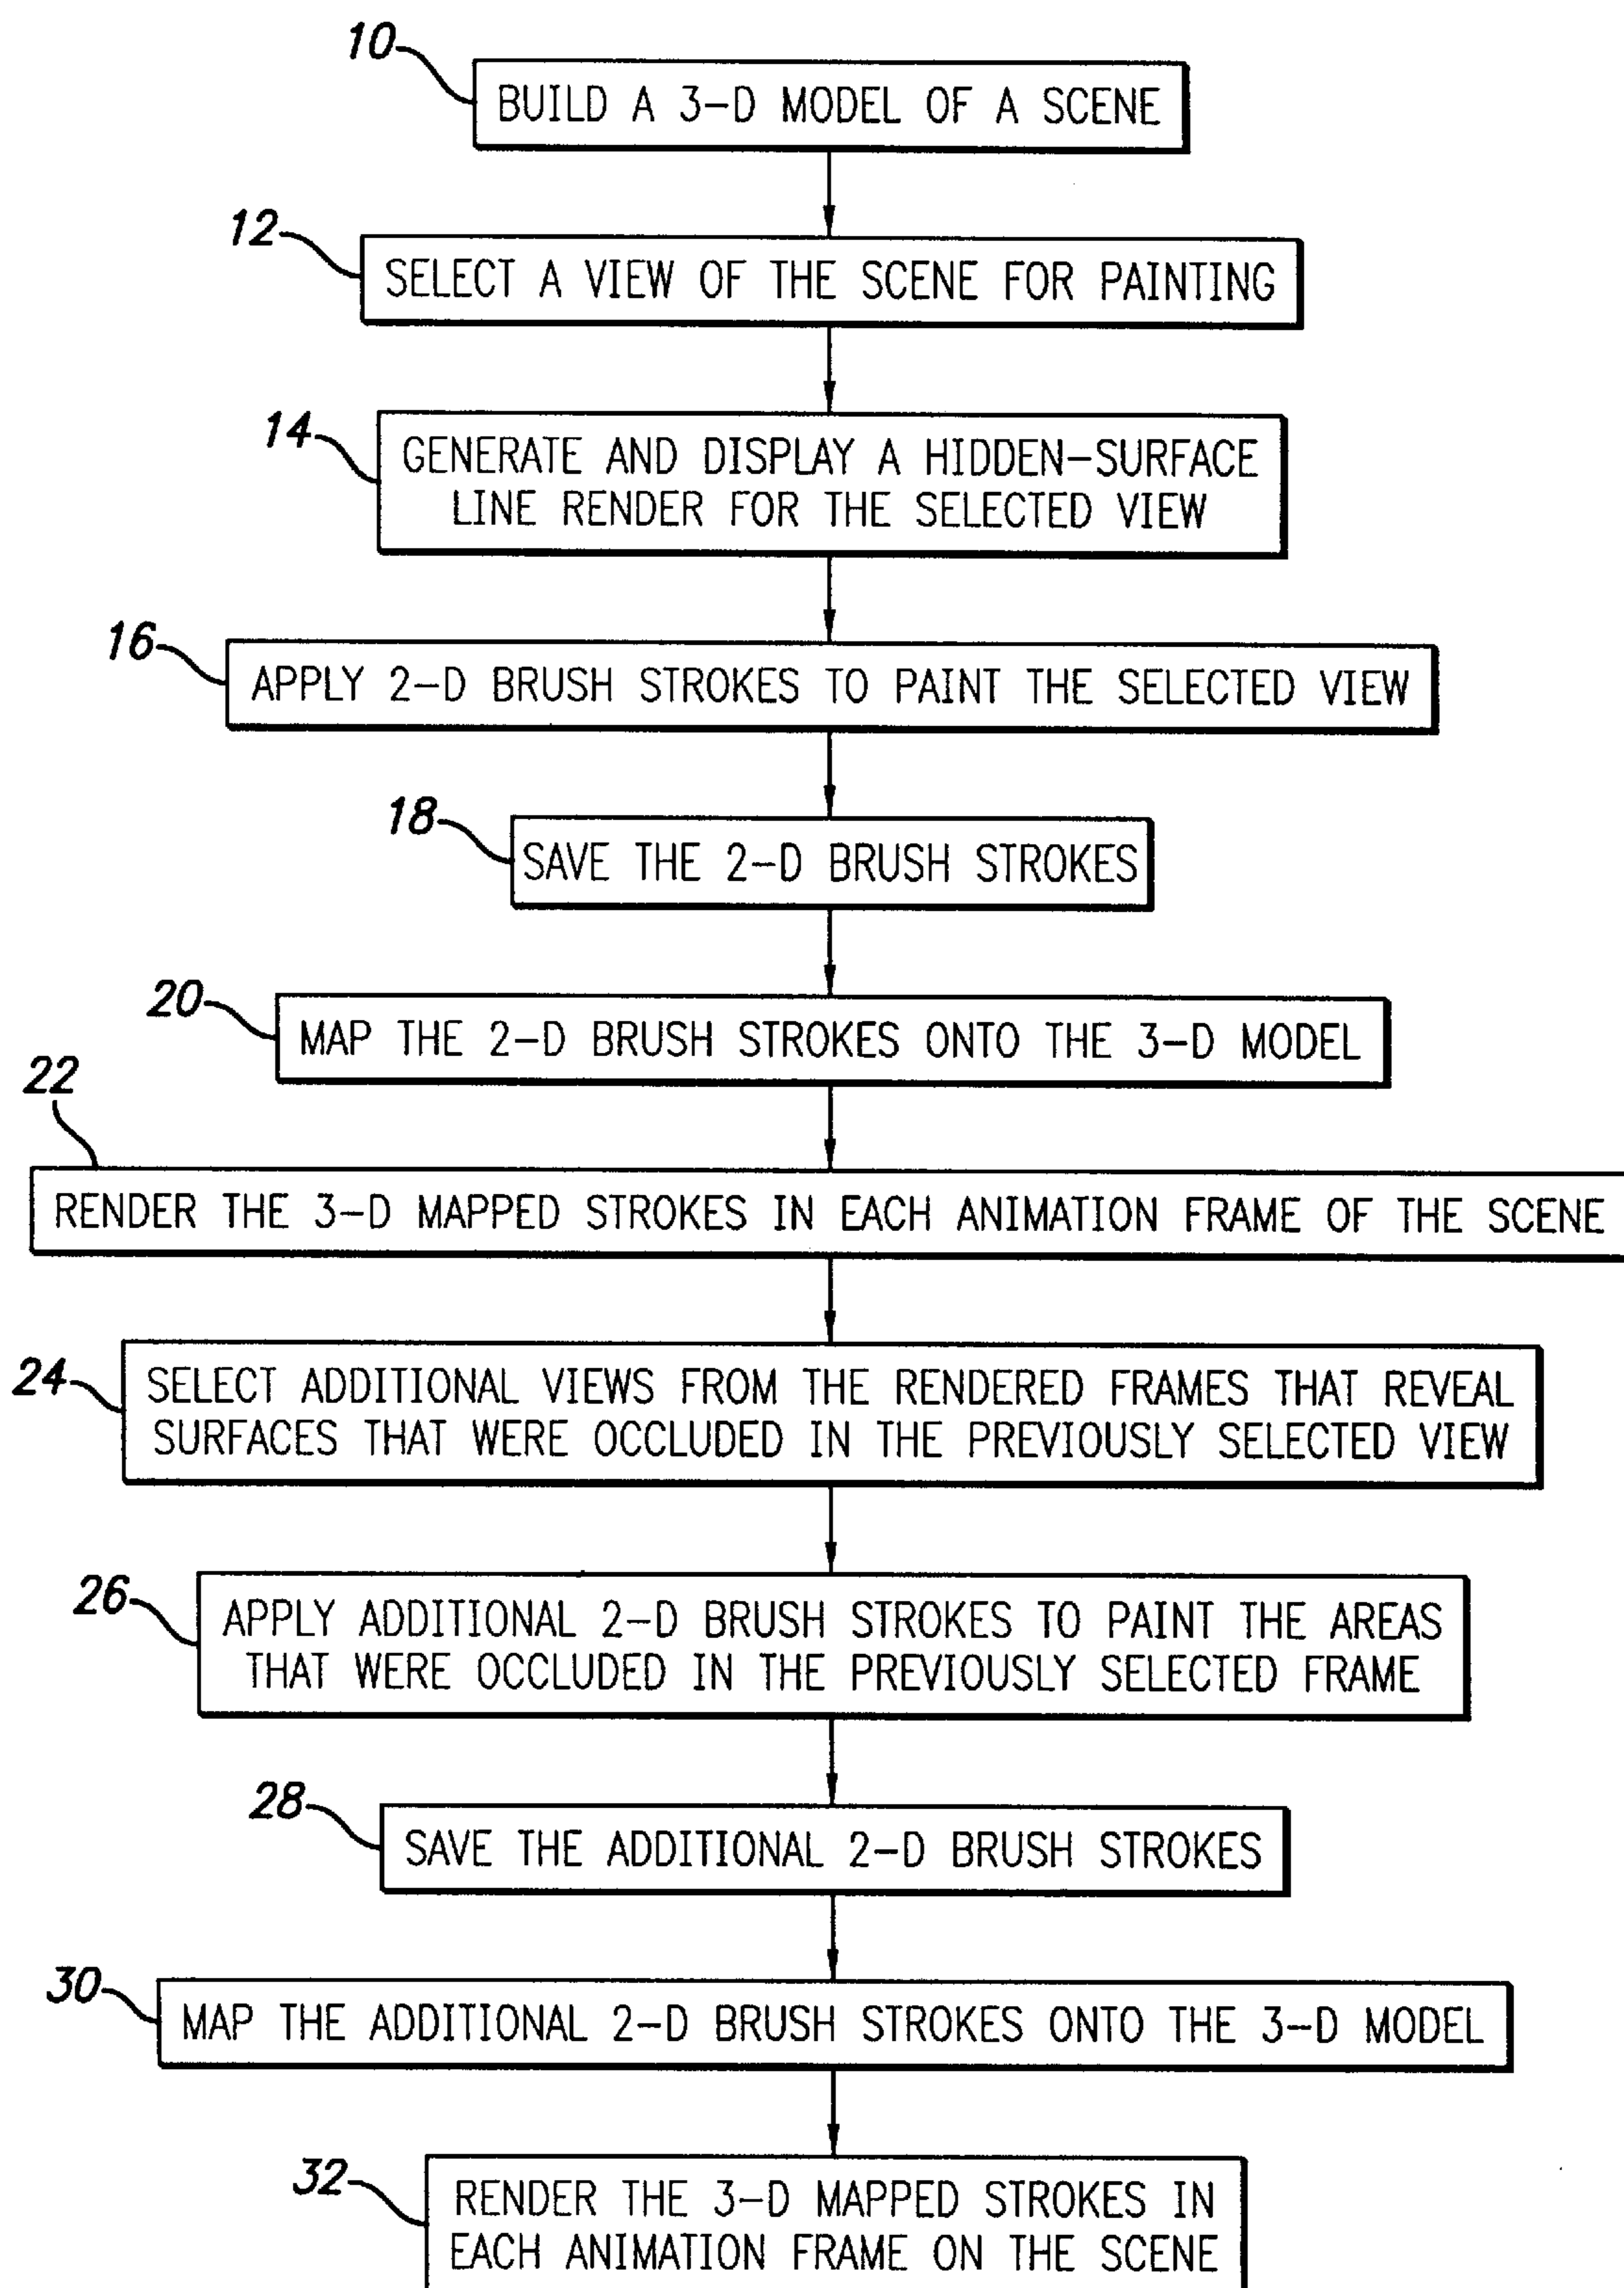 10
BUILD A 3-D MODEL OF A SCENE
12
SELECT A VIEW OF THE SCENE FOR PAINTING
14
GENERATE AND DISPLAY A HIDDEN-SURFACE
LINE RENDER FOR THE SELECTED VIEW
16
APPLY 2-D BRUSH STROKES TO PAINT THE SELECTED VIEW
18
SAVE THE 2-D BRUSH STROKES
20
MAP THE 2-D BRUSH STROKES ONTO THE 3-D MODEL
22
RENDER THE 3-D MAPPED STROKES IN EACH ANIMATION FRAME OF THE SCENE
24
SELECT ADDITIONAL VIEWS FROM THE RENDERED FRAMES THAT REVEAL
SURFACES THAT WERE OCCLUDED IN THE PREVIOUSLY SELECTED VIEW
26
APPLY ADDITIONAL 2-D BRUSH STROKES TO PAINT THE AREAS
THAT WERE OCCLUDED IN THE PREVIOUSLY SELECTED FRAME
28
SAVE THE ADDITIONAL 2-D BRUSH STROKES
30
MAP THE ADDITIONAL 2-D BRUSH STROKES ONTO THE 3-D MODEL
32
RENDER THE 3-D MAPPED STROKES IN
EACH ANIMATION FRAME ON THE SCENE